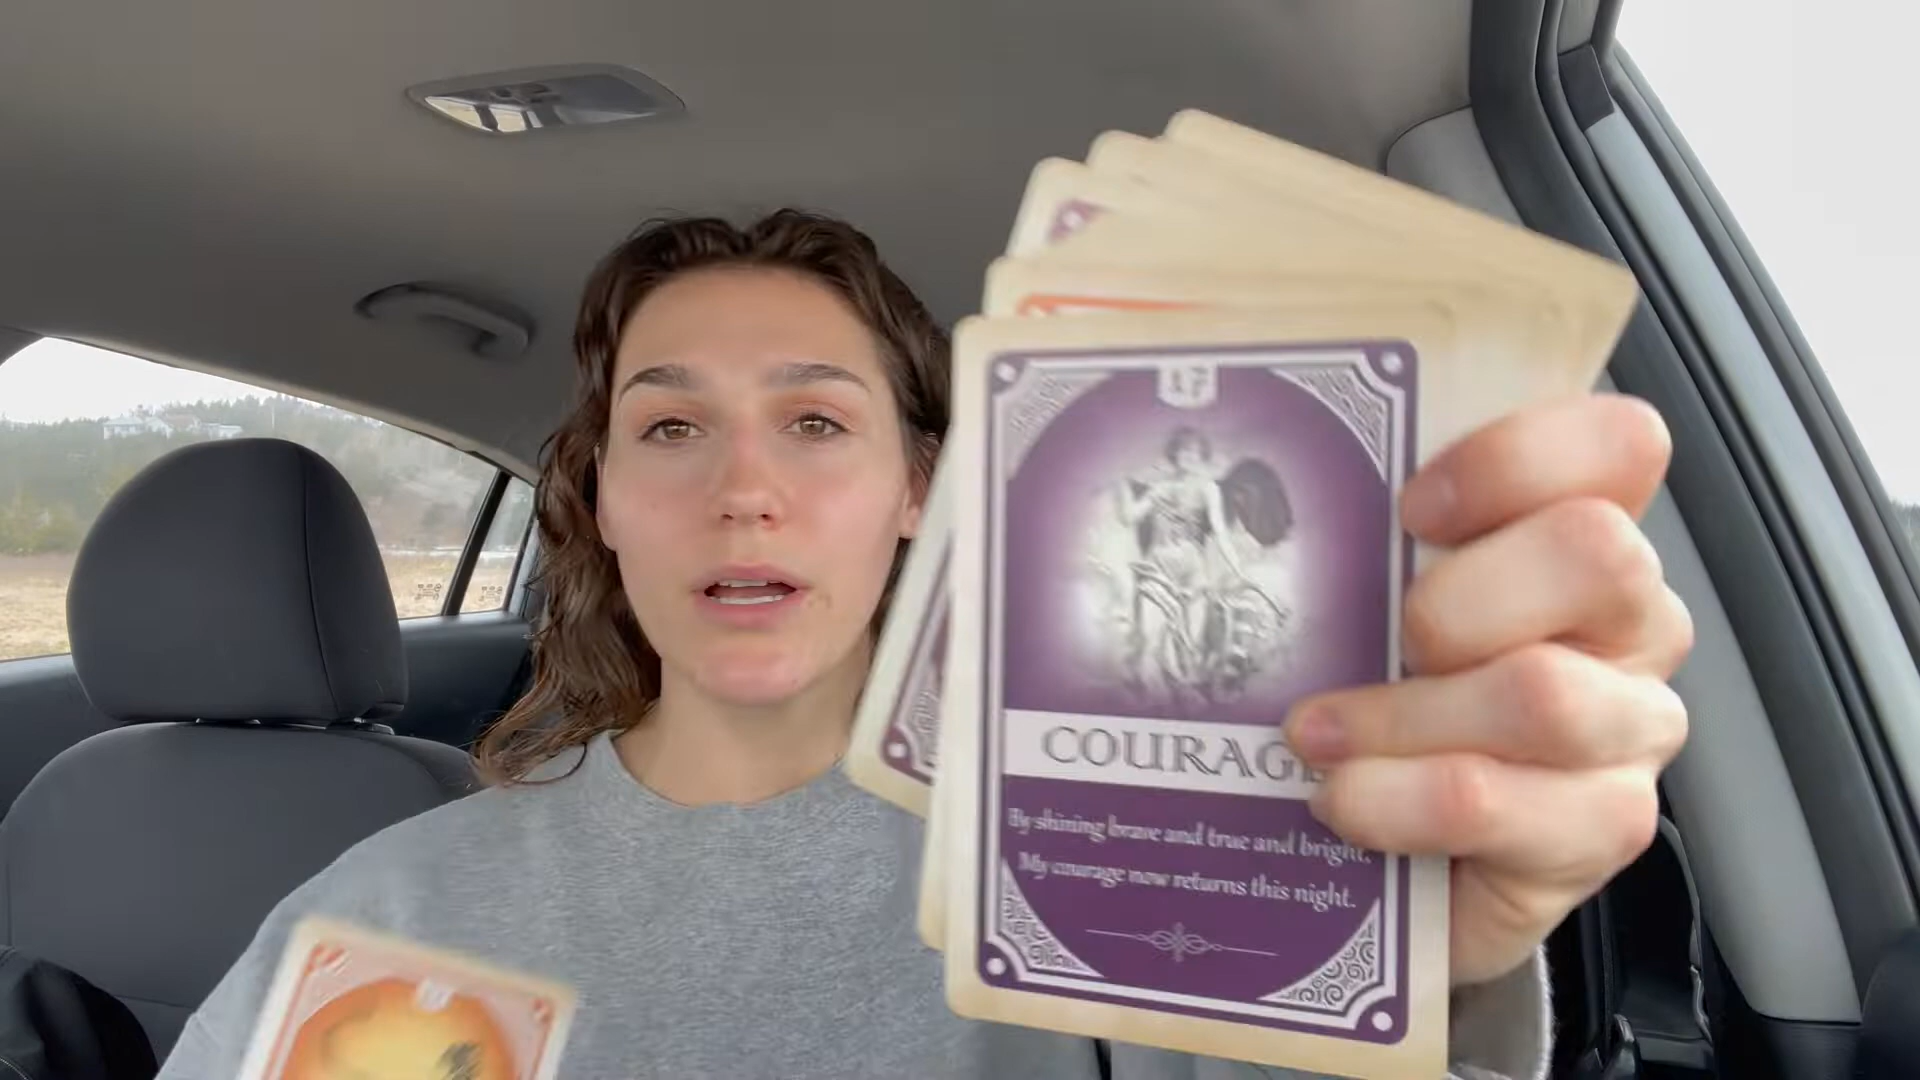 17
COURAGE
By shining brave and true and bright.
My courage now returns this night.